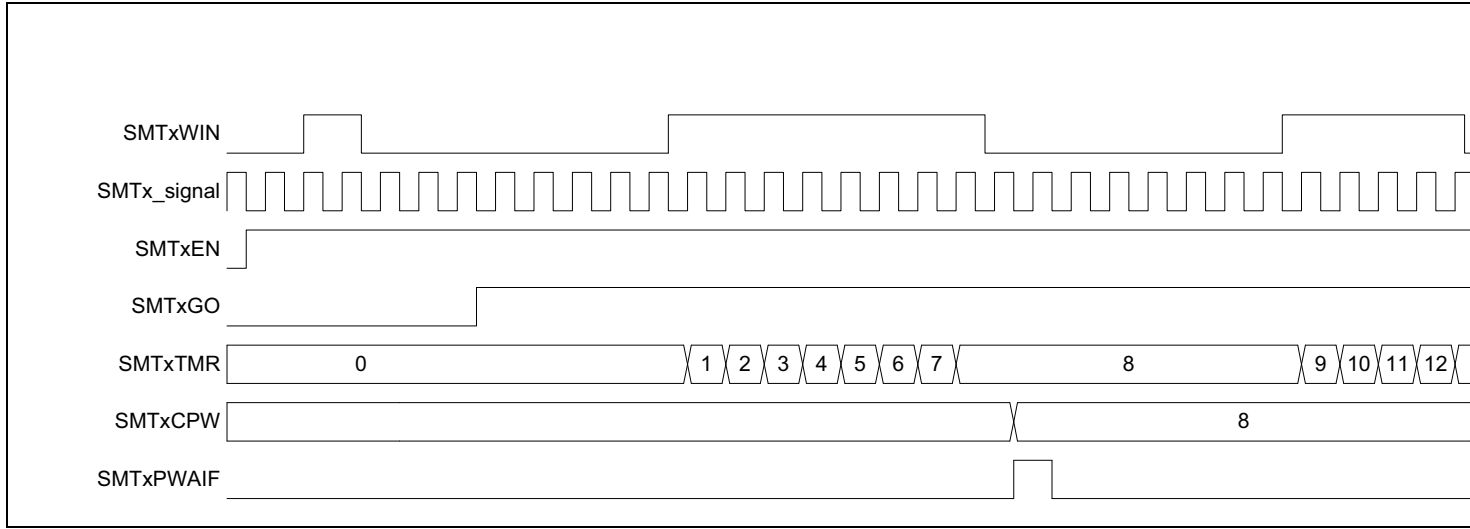 SMTxWIN
SMTx_signal
SMTxEN
SMTxGO
SMTxTMR 0 1 2 3 4 5 6 7 8 9 10 11 12
SMTxCPW 8
SMTxPWAIF